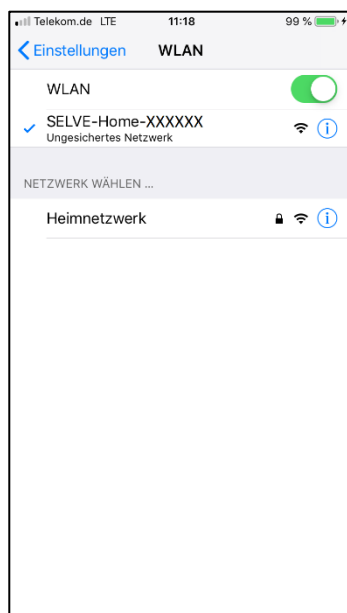 Telekom.de LTE 11:18 99 %
Einstellungen WLAN
WLAN
SELVE-Home-XXXXXX
Ungesichertes Netzwerk
NETZWERK WÄHLEN ...
Heimnetzwerk